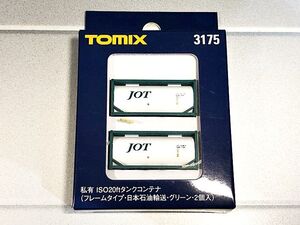 TOMIX 3175
JOT
JOT
私有 ISO20ftタンクコンテナ
(フレームタイプ・日本石油輸送・グリーン・2個入)